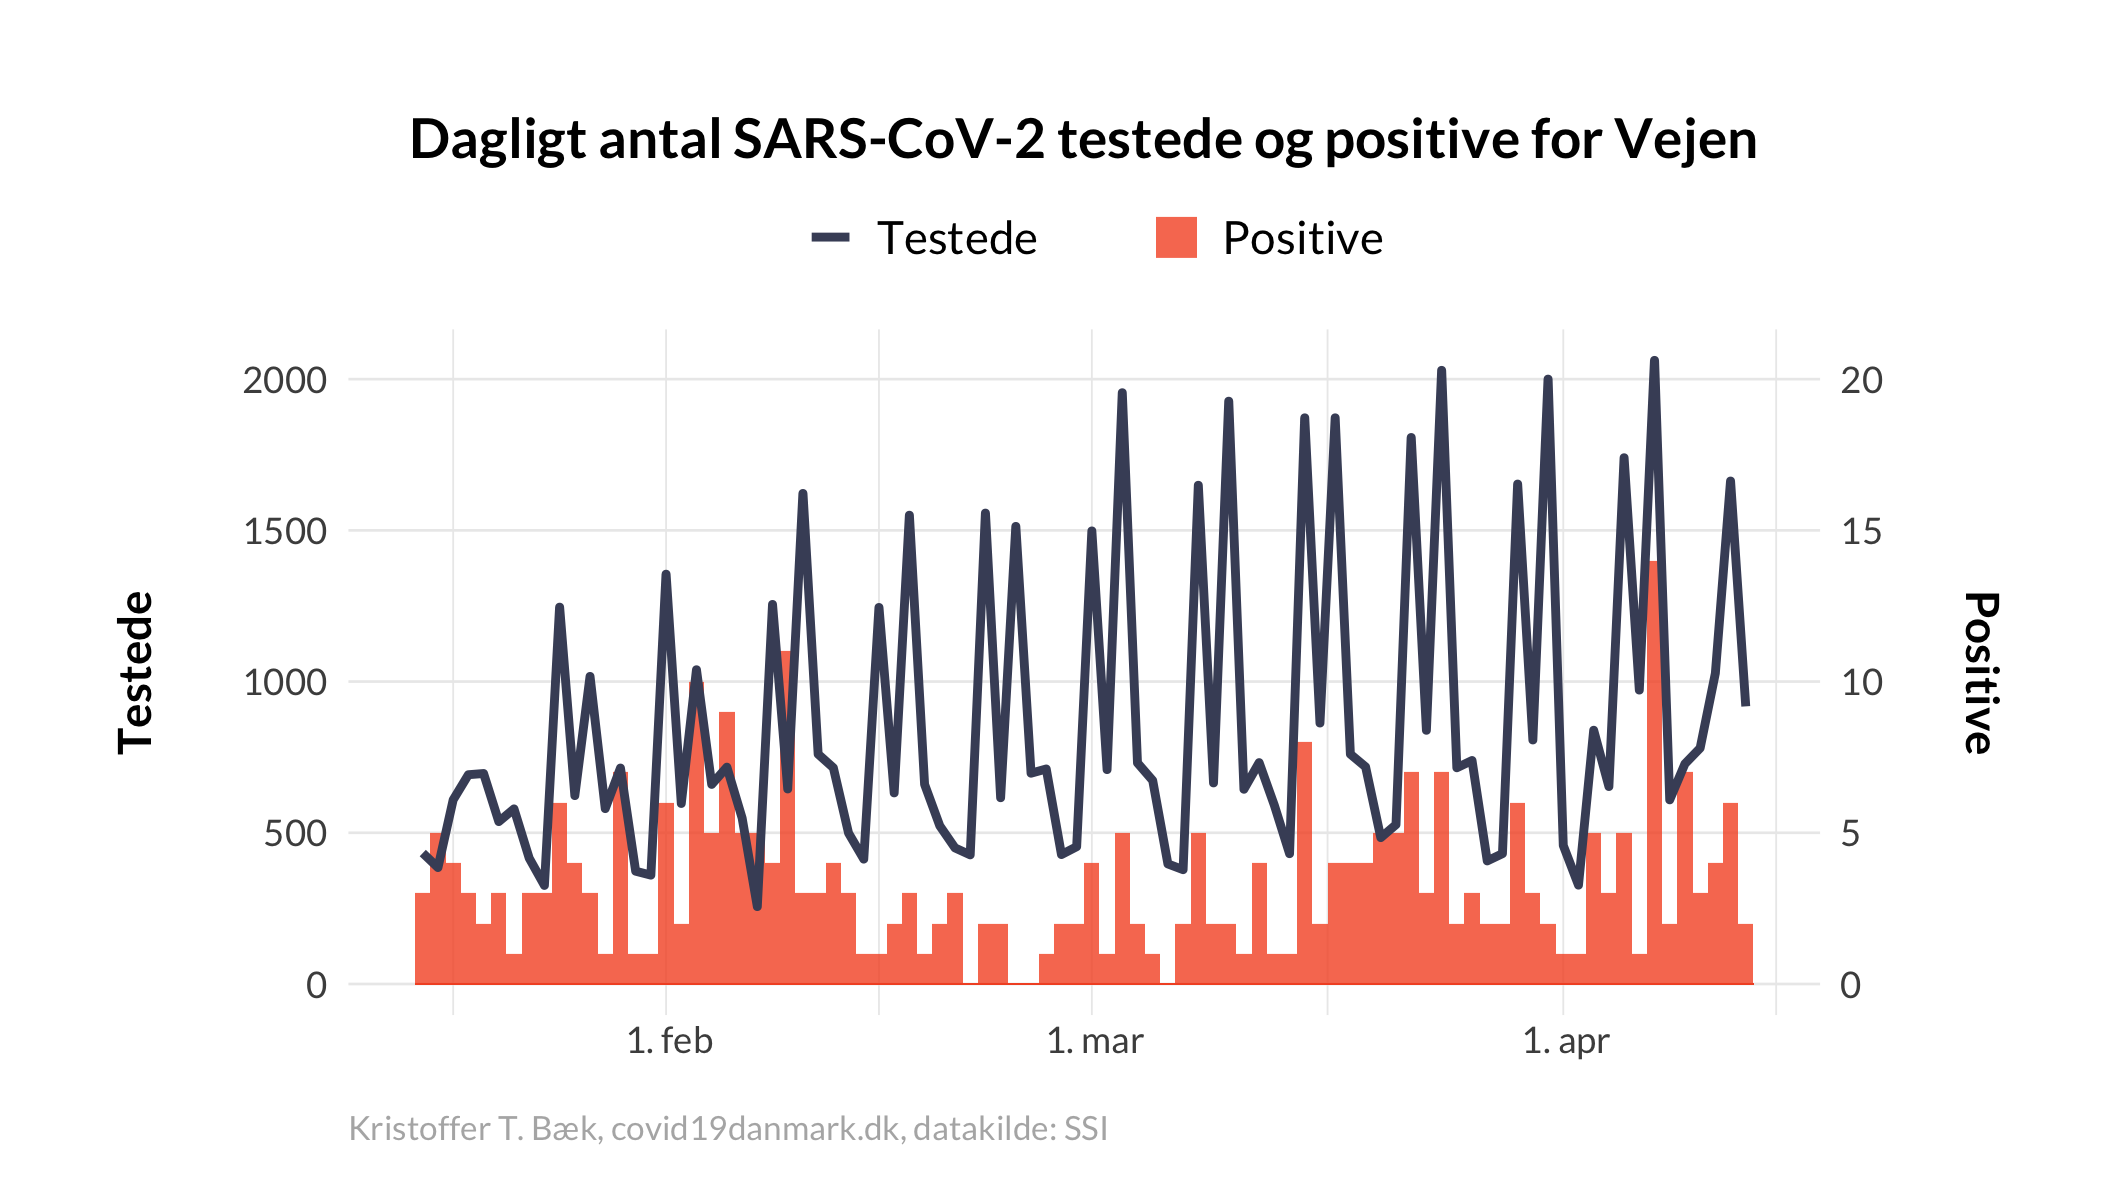 Dagligt antal SARS-CoV-2 testede og positive for Vejen
Testede Positive
2000 20
1500 15
1000 10
500 5
0 0
Testede
Positive
1. feb 1. mar 1. apr
Kristoffer T. Bæk, covid19danmark.dk, datakilde: SSI